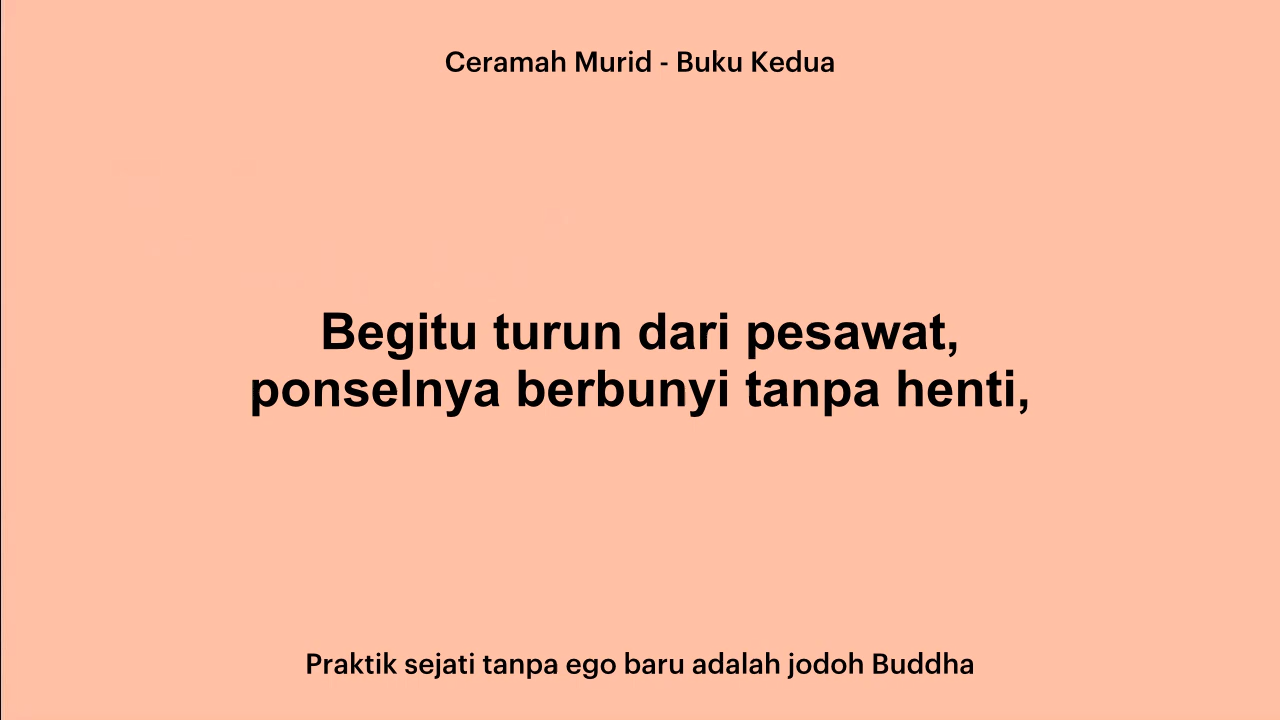 Ceramah Murid - Buku Kedua
Begitu turun dari pesawat,
ponselnya berbunyi tanpa henti,
Praktik sejati tanpa ego baru adalah jodoh Buddha